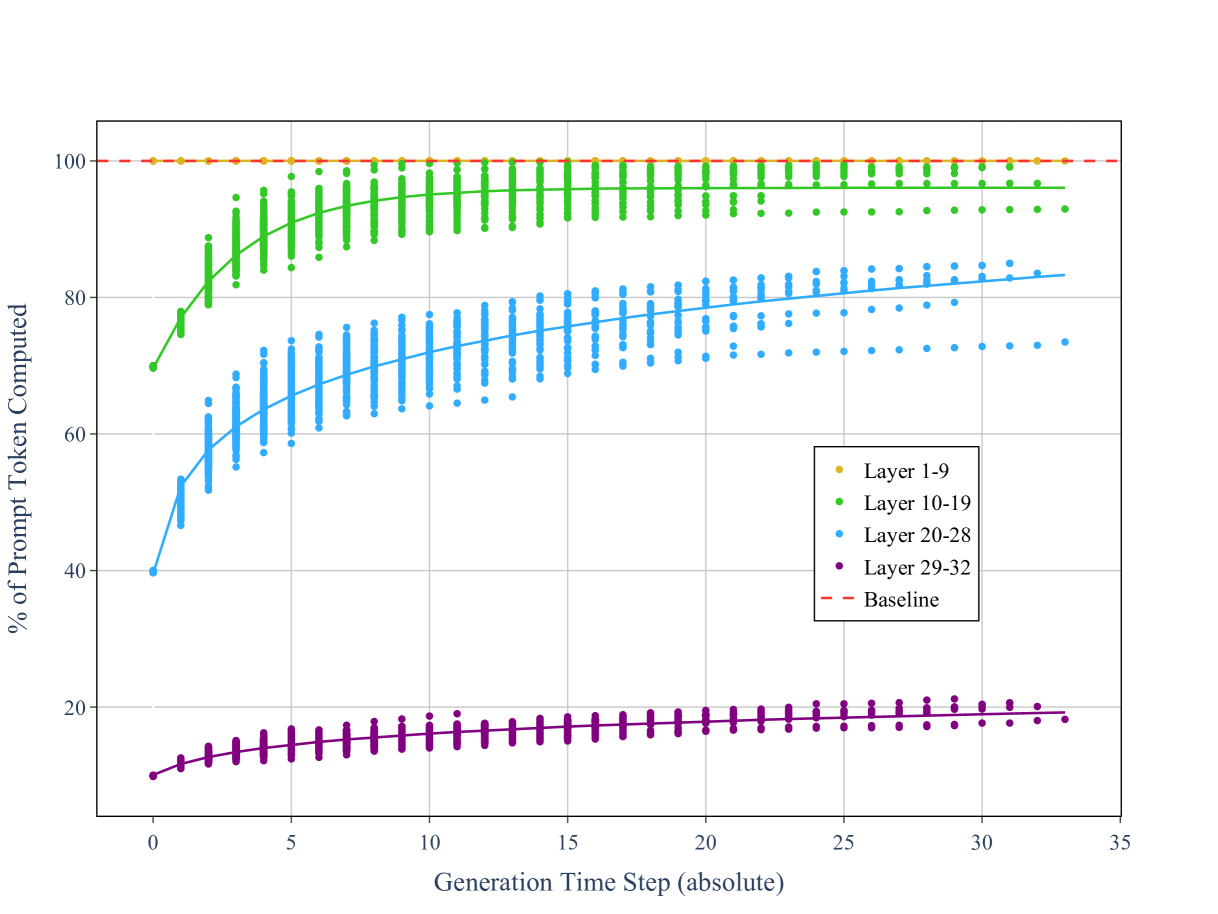 % of Prompt Token Computed
100
80
60
40
20
Layer 1-9
Layer 10-19
Layer 20-28
Layer 29-32
Baseline
0 5 10 15 20 25 30 35
Generation Time Step (absolute)